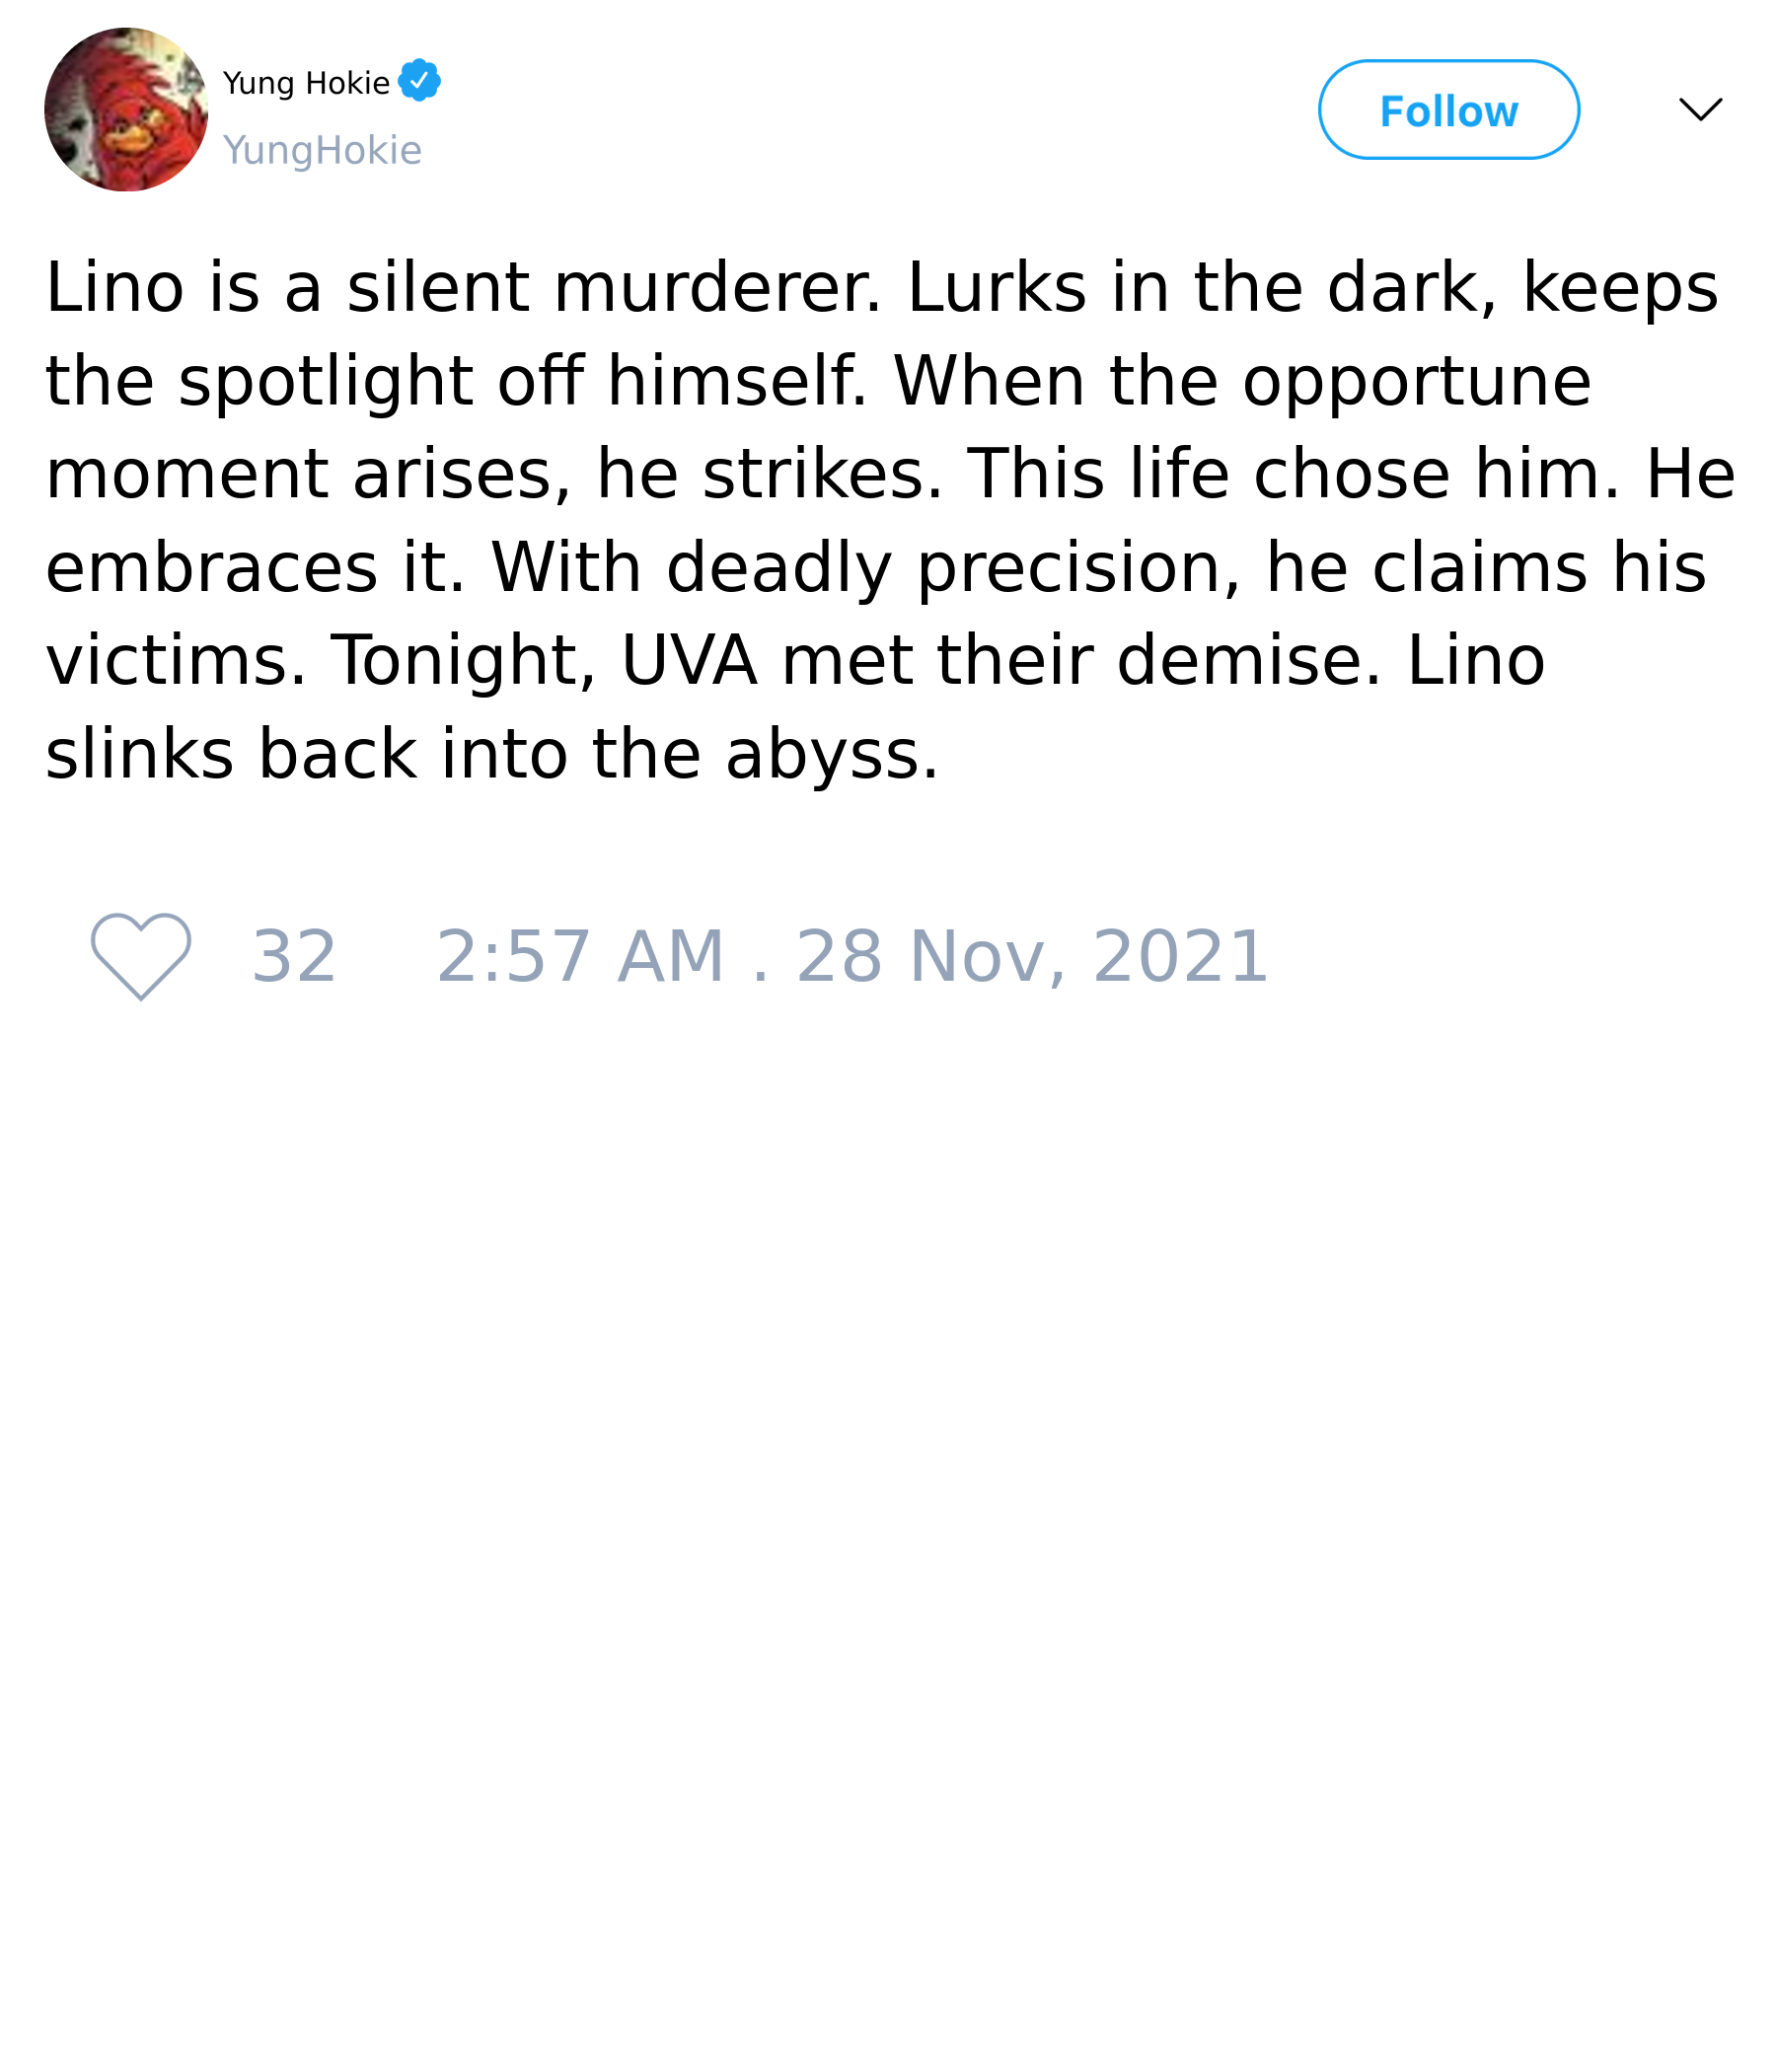 Yung Hokie
YungHokie
Follow
Lino is a silent murderer. Lurks in the dark, keeps
the spotlight off himself. When the opportune
moment arises, he strikes. This life chose him. He
embraces it. With deadly precision, he claims his
victims. Tonight, UVA met their demise. Lino
slinks back into the abyss.
32 2:57 AM . 28 Nov, 2021